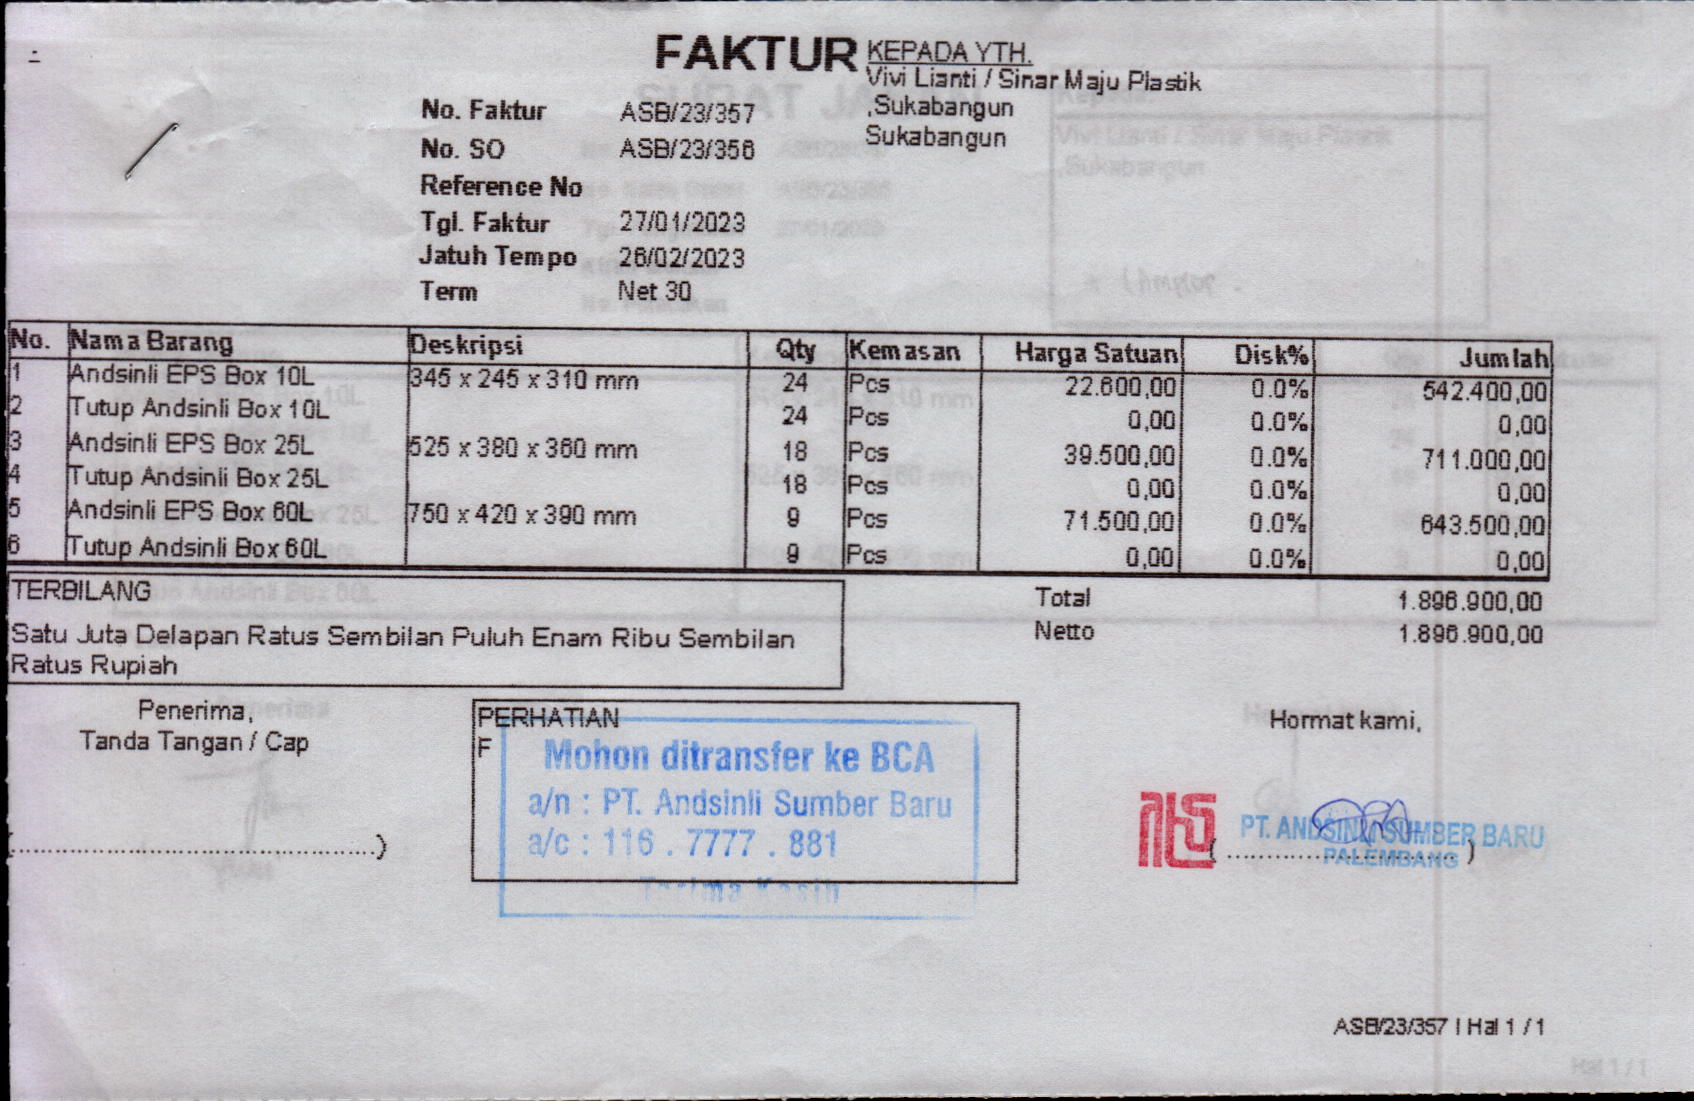 FAKTUR
KEPADA YTH.
Vivi Lianti / Sinar Maju Plastik
,Sukabangun
Sukabangun
No. Faktur ASB/23/357
No. SO ASB/23/356
Reference No
Tgl. Faktur 27/01/2023
Jatuh Tempo 26/02/2023
Term Net 30
No. Nama Barang Deskripsi Qty Kemasan Harga Satuan Disk% Jumlah
1 Andsinli EPS Box 10L 345 x 245 x 310 mm 24 Pcs 22.600,00 0.0% 542.400,00
2 Tutup Andsinli Box 10L 24 Pcs 0,00 0.0% 0,00
3 Andsinli EPS Box 25L 525 x 380 x 360 mm 18 Pcs 39.500,00 0.0% 711.000,00
4 Tutup Andsinli Box 25L 18 Pcs 0,00 0.0% 0,00
5 Andsinli EPS Box 60L 750 x 420 x 390 mm 9 Pcs 71.500,00 0.0% 643.500,00
6 Tutup Andsinli Box 60L 9 Pcs 0,00 0.0% 0,00
TERBILANG
Satu Juta Delapan Ratus Sembilan Puluh Enam Ribu Sembilan
Ratus Rupiah
Total 1.896.900,00
Netto 1.896.900,00
Penerima,
Tanda Tangan / Cap
(..........................................)
PERHATIAN
F
Mohon ditransfer ke BCA
a/n : PT. Andsinli Sumber Baru
a/c : 116 . 7777 . 881
Terima Kasih
Hormat kami,
PT. ANDSINLI SUMBER BARU
PALEMBANG
ASB/23/357 | Hal 1 / 1